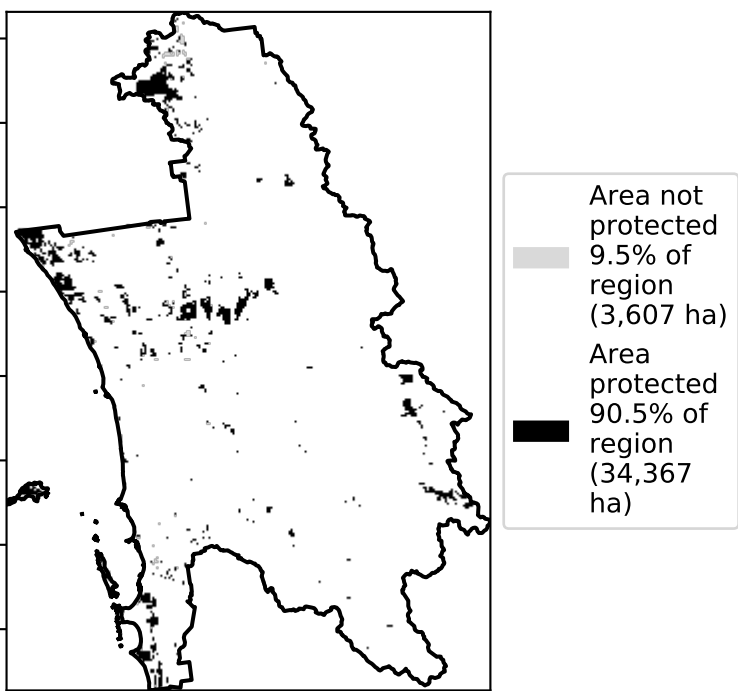 Area not
protected
9.5% of
region
(3,607 ha)
Area
protected
90.5% of
region
(34,367
ha)